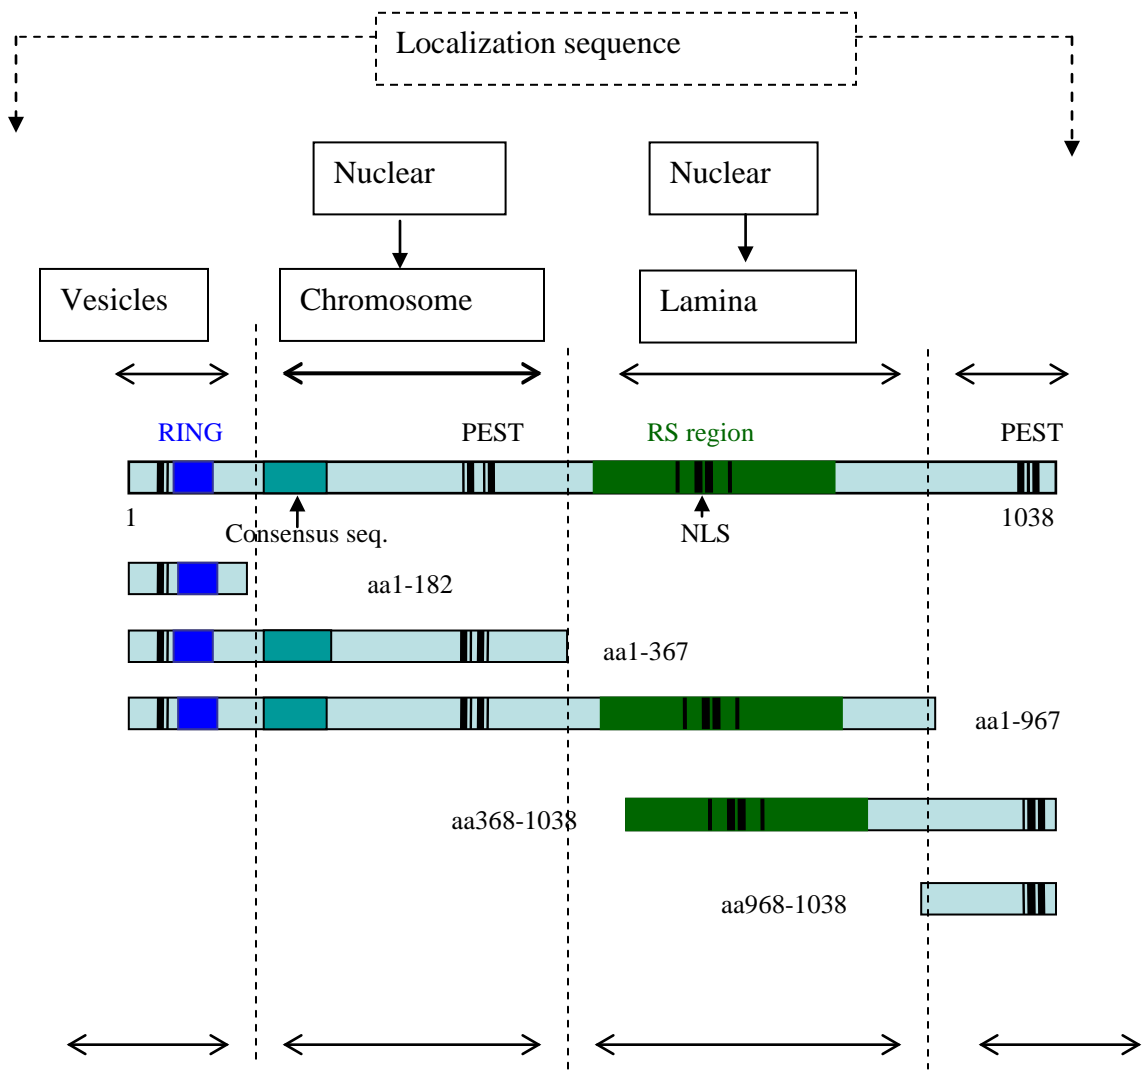 Localization sequence
Nuclear
Nuclear
Vesicles
Chromosome
Lamina
RING
PEST
RS region
PEST
1
Consensus seq.
NLS
1038
aa1-182
aa1-367
aa1-967
aa368-1038
aa968-1038